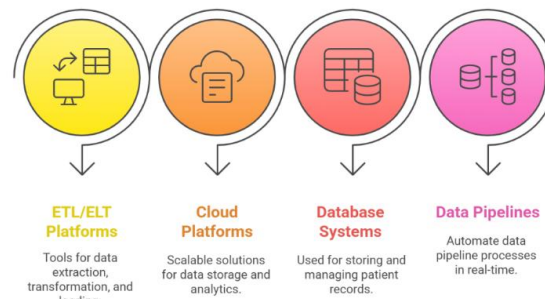 ETL/ELT
Platforms
Tools for data
extraction,
transformation, and
loading.
Cloud
Platforms
Scalable solutions
for data storage and
analytics.
Database
Systems
Used for storing and
managing patient
records.
Data Pipelines
Automate data
pipeline processes
in real-time.